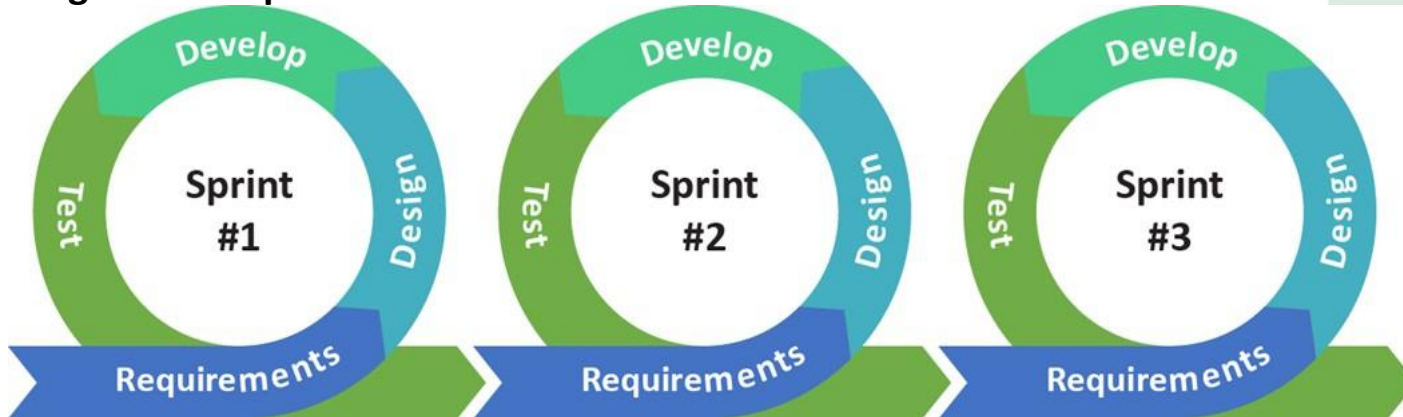 Develop
Test
Sprint
#1
Design
Requirements
Develop
Test
Sprint
#2
Design
Requirements
Develop
Test
Sprint
#3
Design
Requirements